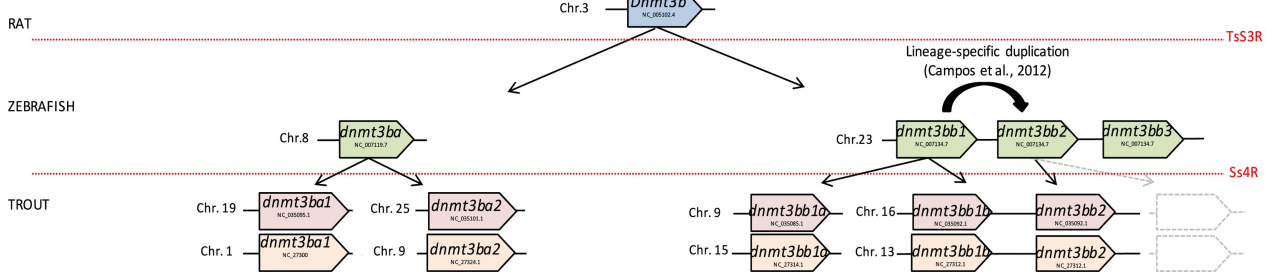 Chr.3
Dnmt3b
NC_005102.4
RAT
TsS3R
Lineage-specific duplication
(Campos et al., 2012)
ZEBRAFISH
Chr.8
dnmt3ba
NC_007119.7
Chr.23
dnmt3bb1
NC_007134.7
dnmt3bb2
NC_007134.7
dnmt3bb3
NC_007134.7
Ss4R
TROUT
Chr. 19
dnmt3ba1
NC_035095.1
Chr. 25
dnmt3ba2
NC_035101.1
Chr. 9
dnmt3bb1a
NC_035085.1
Chr. 16
dnmt3bb1b
NC_035092.1
dnmt3bb2
NC_035092.1
Chr. 1
dnmt3ba1
NC_27300
Chr. 9
dnmt3ba2
NC_27324.1
Chr. 15
dnmt3bb1a
NC_27314.1
Chr. 13
dnmt3bb1b
NC_27312.1
dnmt3bb2
NC_27312.1